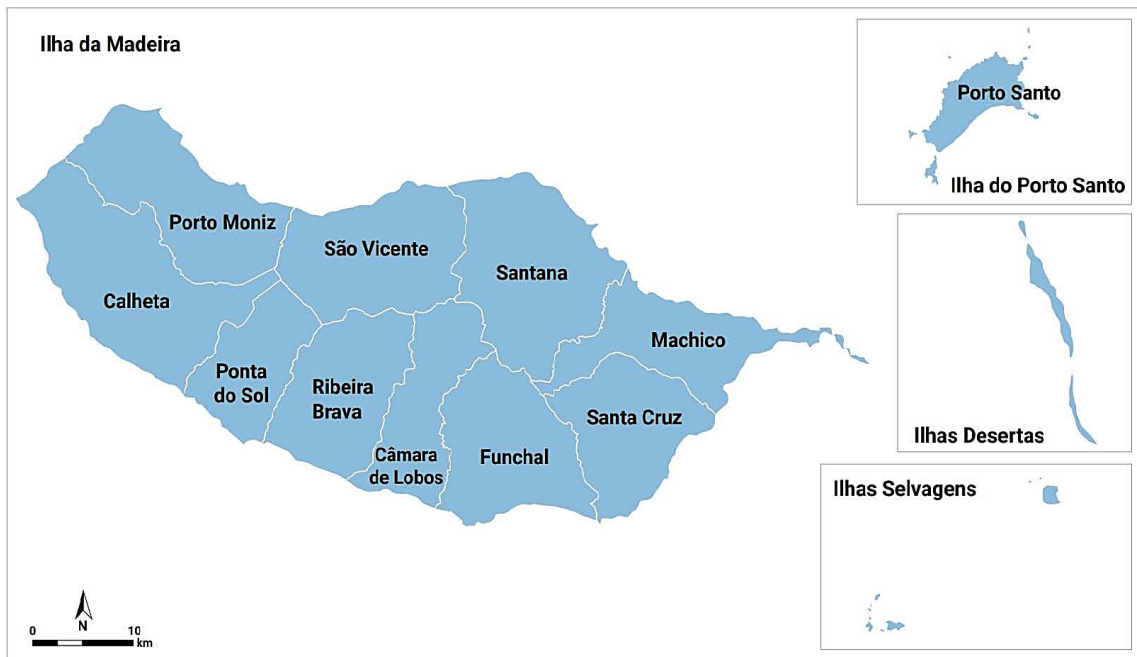 Ilha da Madeira
Porto Santo
Ilha do Porto Santo
Porto Moniz
São Vicente
Santana
Calheta
Machico
Ponta
do Sol
Ribeira
Brava
Santa Cruz
Câmara
de Lobos
Funchal
Ilhas Desertas
Ilhas Selvagens
N
0 10
km